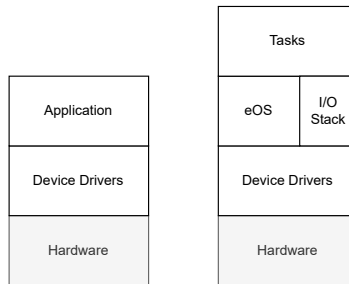 Application
Device Drivers
Hardware
Tasks
eOS
I/O
Stack
Device Drivers
Hardware